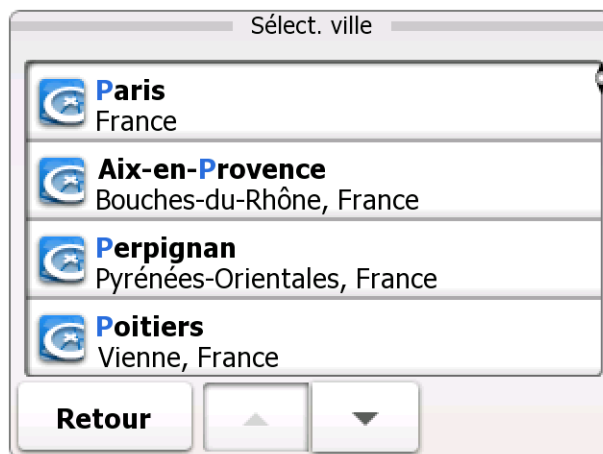 Sélect. ville
Paris
France
Aix-en-Provence
Bouches-du-Rhône, France
Perpignan
Pyrénées-Orientales, France
Poitiers
Vienne, France
Retour